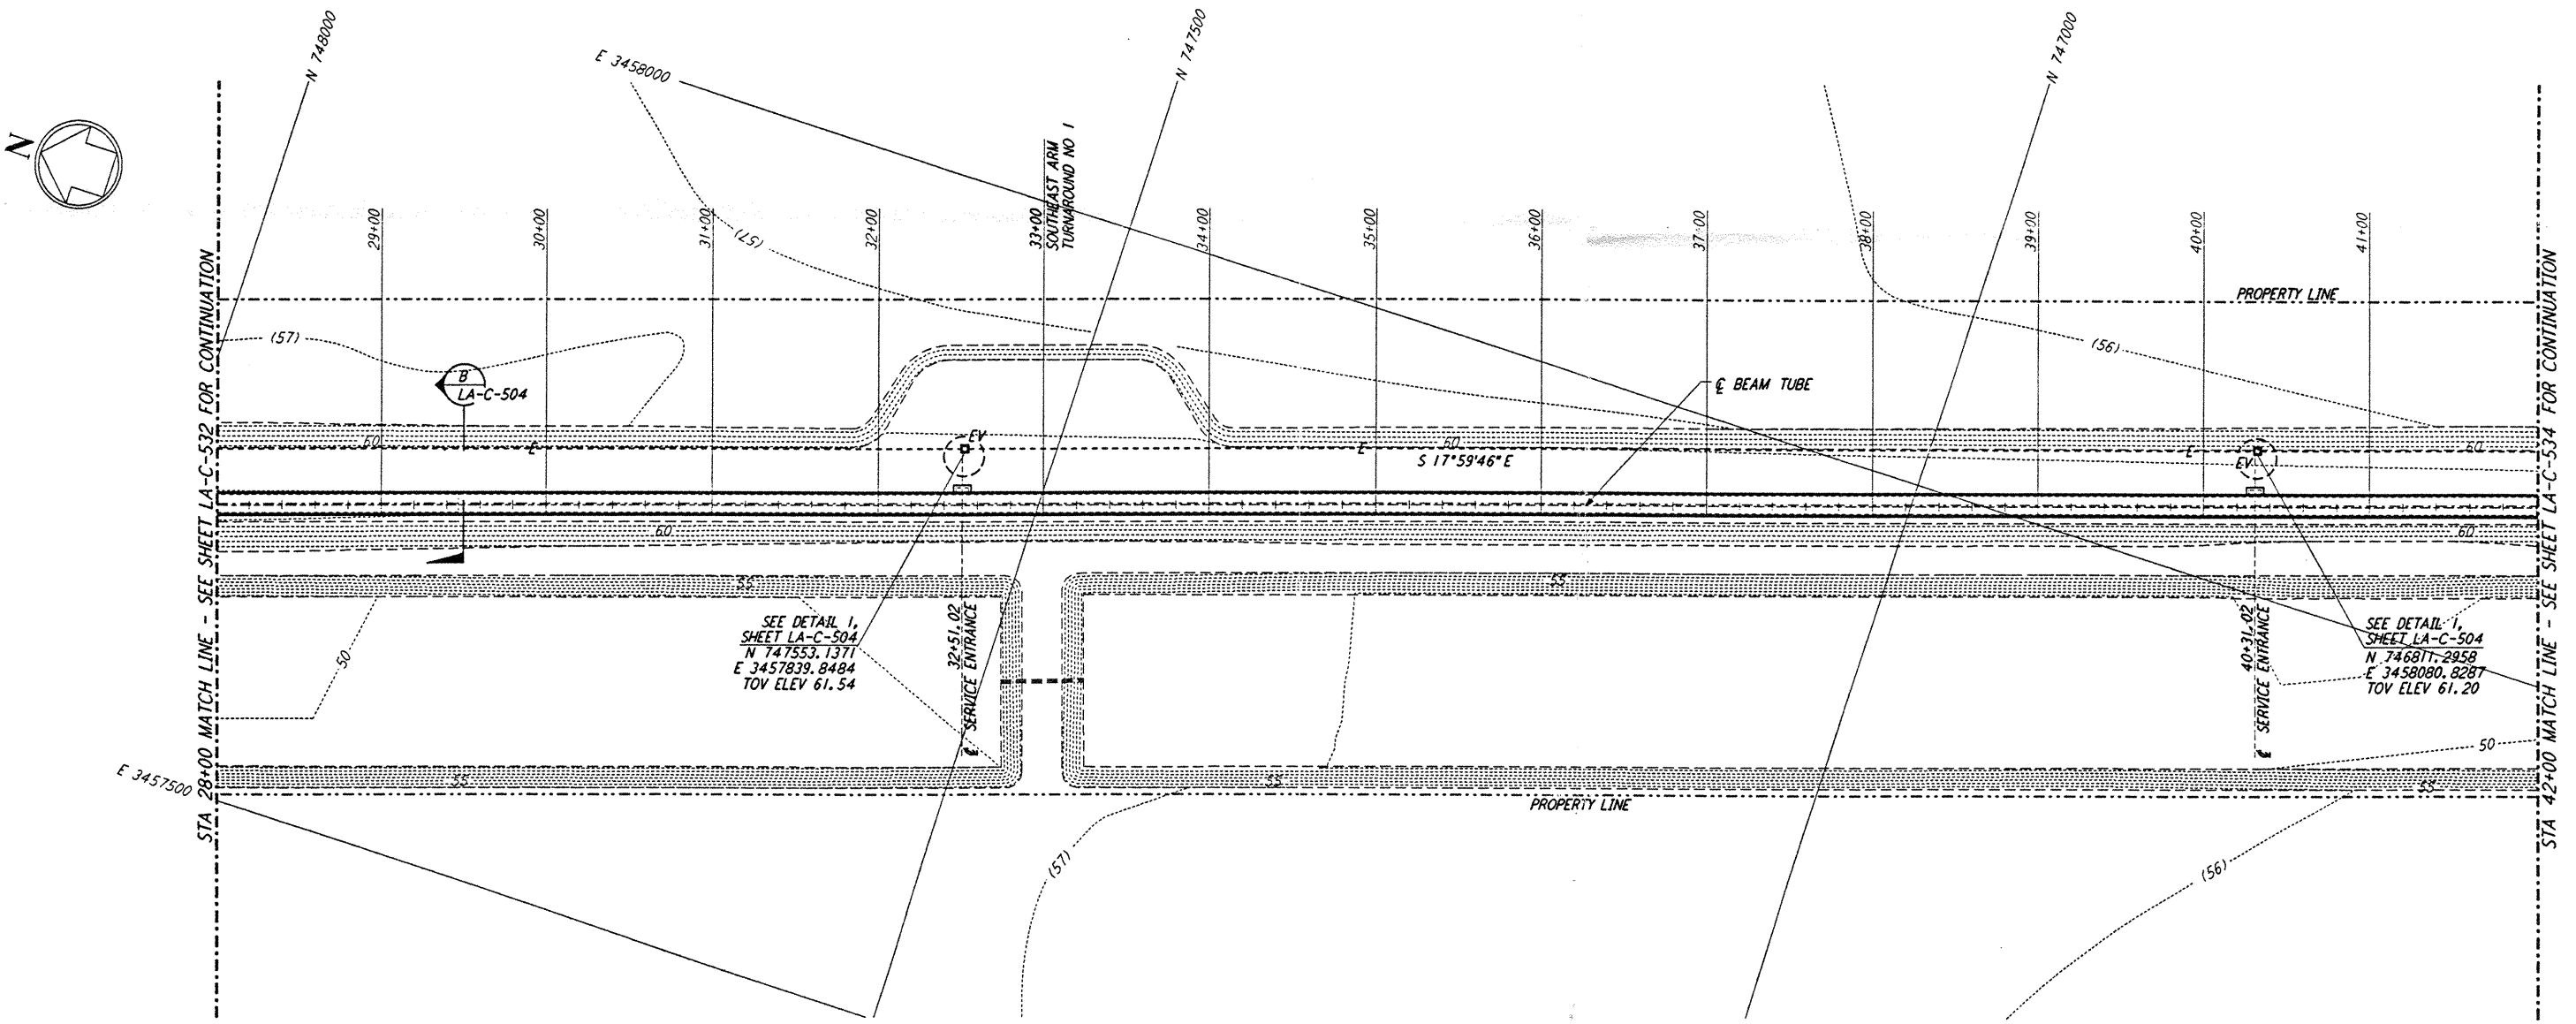 N 748000
E 3458000
N 747500
N 747000
N
29+00
30+00
31+00
32+00
33+00
SOUTHEAST ARM
TURNAROUND NO 1
34+00
35+00
36+00
37+00
38+00
39+00
40+00
41+00
(57)
PROPERTY LINE
STA 28+00 MATCH LINE - SEE SHEET LA-C-532 FOR CONTINUATION
STA 42+00 MATCH LINE - SEE SHEET LA-C-534 FOR CONTINUATION
(57)
(56)
B
LA-C-504
℄ BEAM TUBE
60
E
EV
E
60
S 17°59'46" E
E
EV
60
60
60
55
55
SEE DETAIL 1,
SHEET LA-C-504
N 747553.1371
E 3457839.8484
TOV ELEV 61.54
32+51.02
℄ SERVICE ENTRANCE
40+31.02
℄ SERVICE ENTRANCE
SEE DETAIL 1,
SHEET LA-C-504
N 746811.2958
E 3458080.8287
TOV ELEV 61.20
50
50
E 3457500
55
55
55
PROPERTY LINE
(57)
(56)